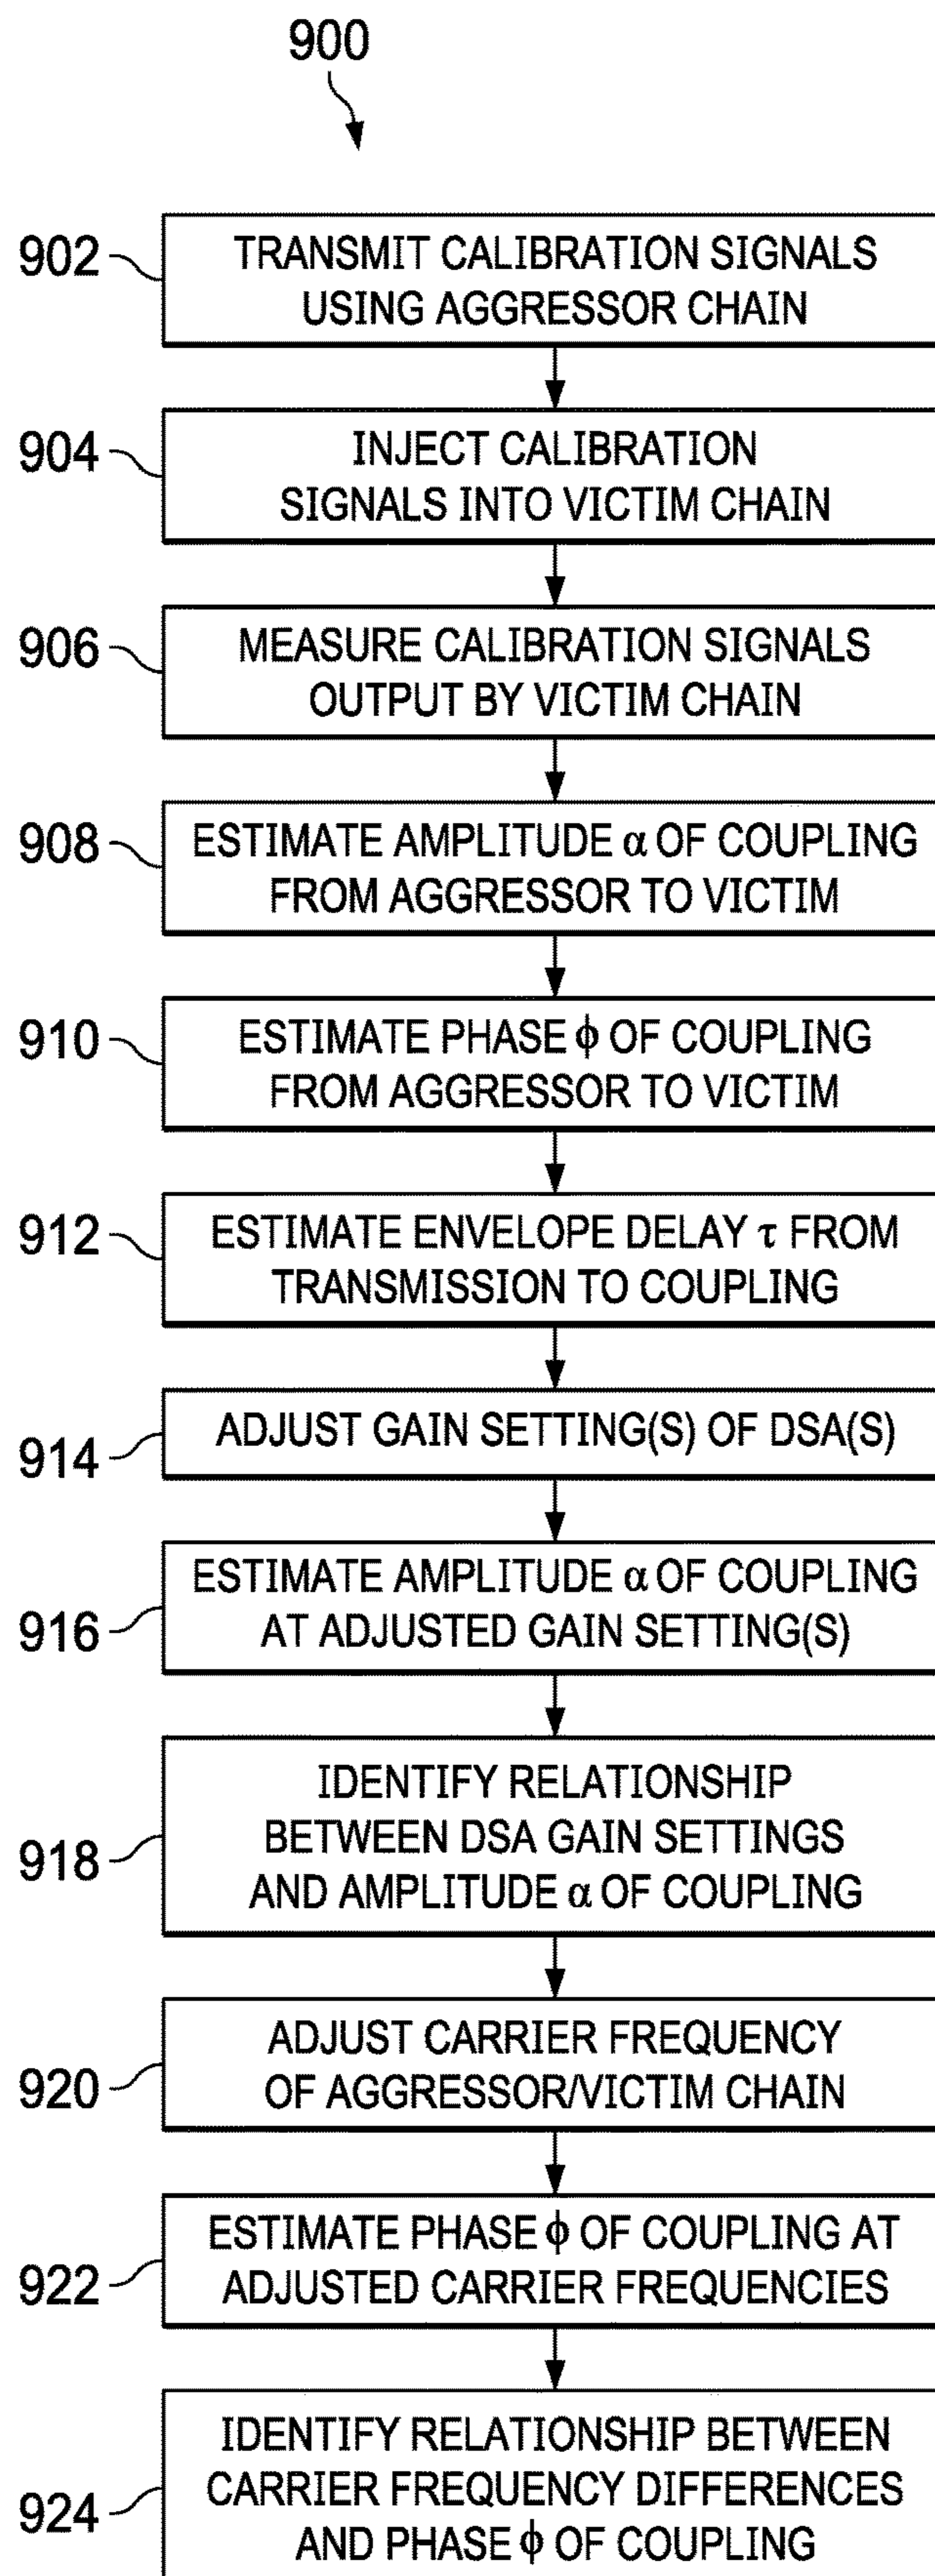 900
902
TRANSMIT CALIBRATION SIGNALS
USING AGGRESSOR CHAIN
904
INJECT CALIBRATION
SIGNALS INTO VICTIM CHAIN
906
MEASURE CALIBRATION SIGNALS
OUTPUT BY VICTIM CHAIN
908
ESTIMATE AMPLITUDE α OF COUPLING
FROM AGGRESSOR TO VICTIM
910
ESTIMATE PHASE ϕ OF COUPLING
FROM AGGRESSOR TO VICTIM
912
ESTIMATE ENVELOPE DELAY τ FROM
TRANSMISSION TO COUPLING
914
ADJUST GAIN SETTING(S) OF DSA(S)
916
ESTIMATE AMPLITUDE α OF COUPLING
AT ADJUSTED GAIN SETTING(S)
918
IDENTIFY RELATIONSHIP
BETWEEN DSA GAIN SETTINGS
AND AMPLITUDE α OF COUPLING
920
ADJUST CARRIER FREQUENCY
OF AGGRESSOR/VICTIM CHAIN
922
ESTIMATE PHASE ϕ OF COUPLING AT
ADJUSTED CARRIER FREQUENCIES
924
IDENTIFY RELATIONSHIP BETWEEN
CARRIER FREQUENCY DIFFERENCES
AND PHASE ϕ OF COUPLING